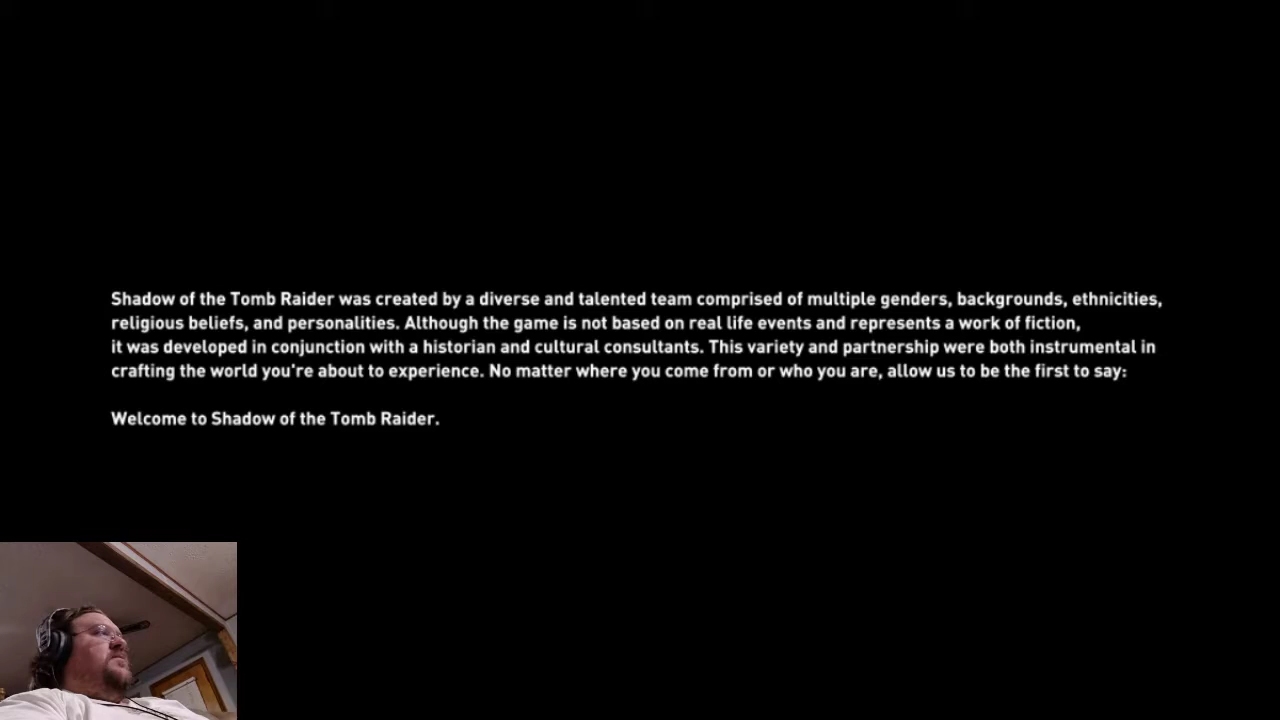 Shadow of the Tomb Raider was created by a diverse and talented team comprised of multiple genders, backgrounds, ethnicities,
religious beliefs, and personalities. Although the game is not based on real life events and represents a work of fiction,
it was developed in conjunction with a historian and cultural consultants. This variety and partnership were both instrumental in
crafting the world you're about to experience. No matter where you come from or who you are, allow us to be the first to say:
Welcome to Shadow of the Tomb Raider.